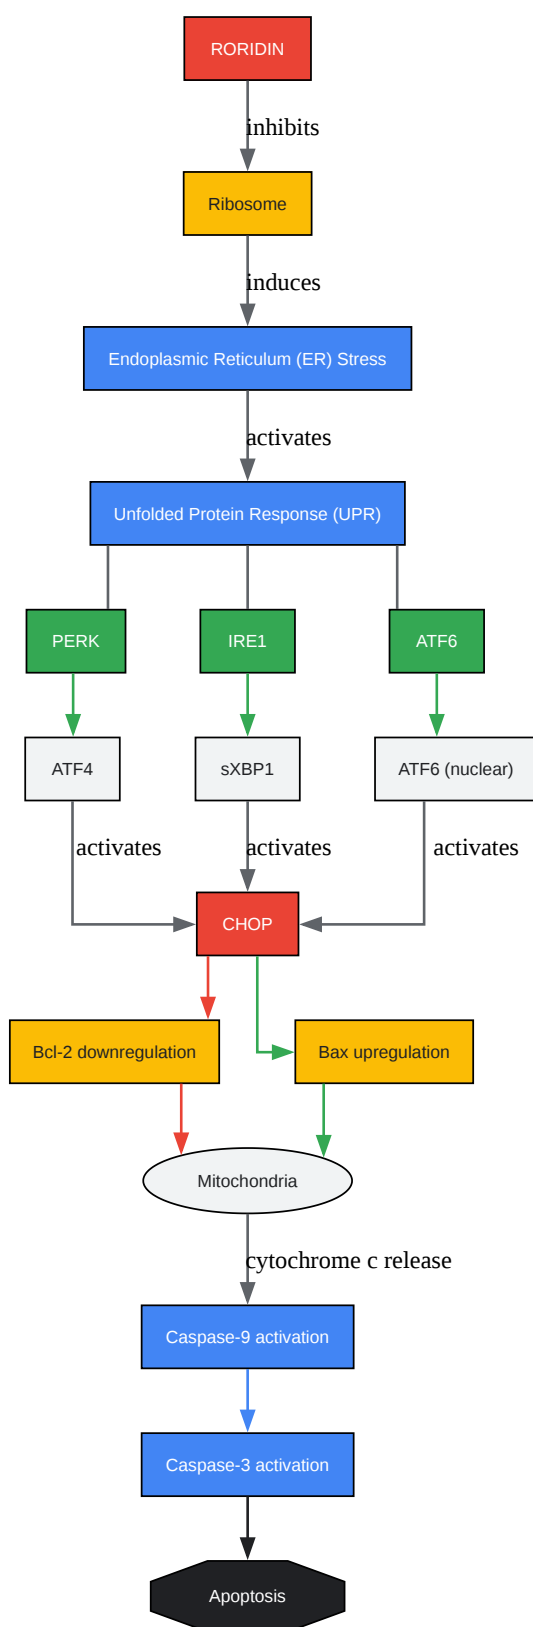 RORIDIN
inhibits
Ribosome
induces
Endoplasmic Reticulum (ER) Stress
activates
Unfolded Protein Response (UPR)
PERK
IRE1
ATF6
ATF4
sXBP1
ATF6 (nuclear)
activates
activates
activates
CHOP
Bcl-2 downregulation
Bax upregulation
Mitochondria
cytochrome c release
Caspase-9 activation
Caspase-3 activation
Apoptosis